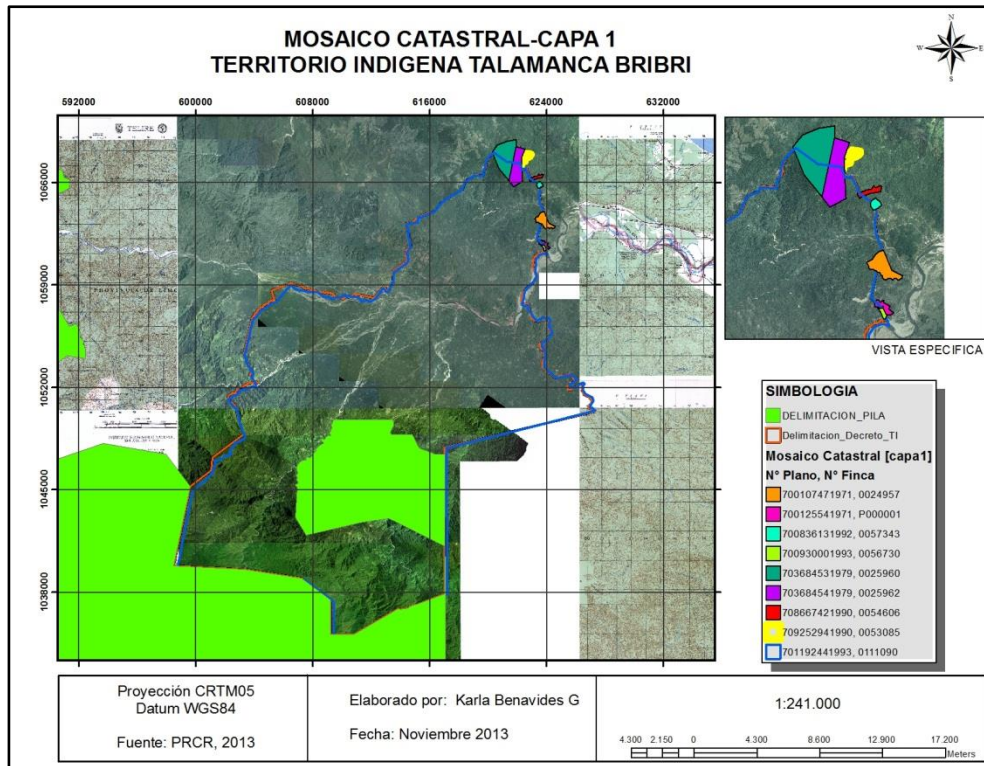 MOSAICO CATASTRAL-CAPA 1
TERRITORIO INDIGENA TALAMANCA BRIBRI
N
W E
S
592000 600000 608000 616000 624000 632000
TELIRE
1066000
1059000
1052000
1045000
1038000
VISTA ESPECIFICA
SIMBOLOGIA
DELIMITACION_PILA
Delimitacion_Decreto_TI
Mosaico Catastral [capa1]
N° Plano, N° Finca
700107471971, 0024957
700125541971, P000001
700836131992, 0057343
700930001993, 0056730
703684531979, 0025960
703684541979, 0025962
708667421990, 0054606
709252941990, 0053085
701192441993, 0111090
Proyección CRTM05
Datum WGS84
Fuente: PRCR, 2013
Elaborado por: Karla Benavides G
Fecha: Noviembre 2013
1:241.000
4.300 2.150 0 4.300 8.600 12.900 17.200
Meters